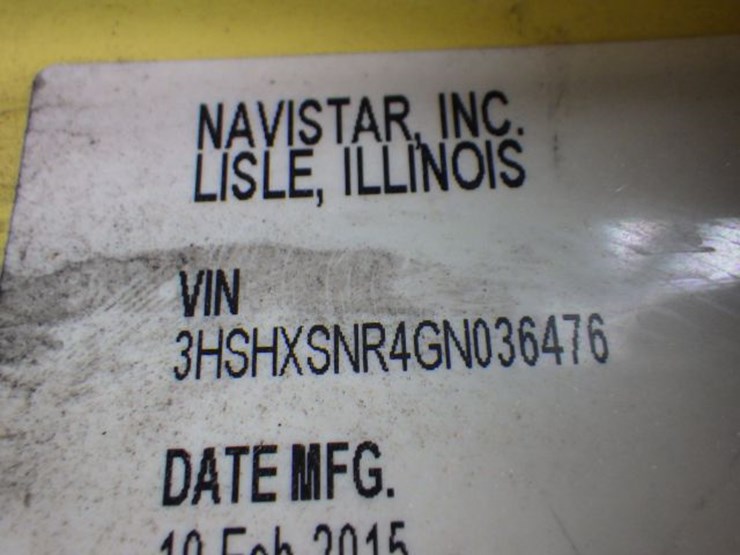 NAVISTAR, INC.
LISLE, ILLINOIS
VIN
3HSHXSNR4GN036476
DATE MFG.
Feb 2015